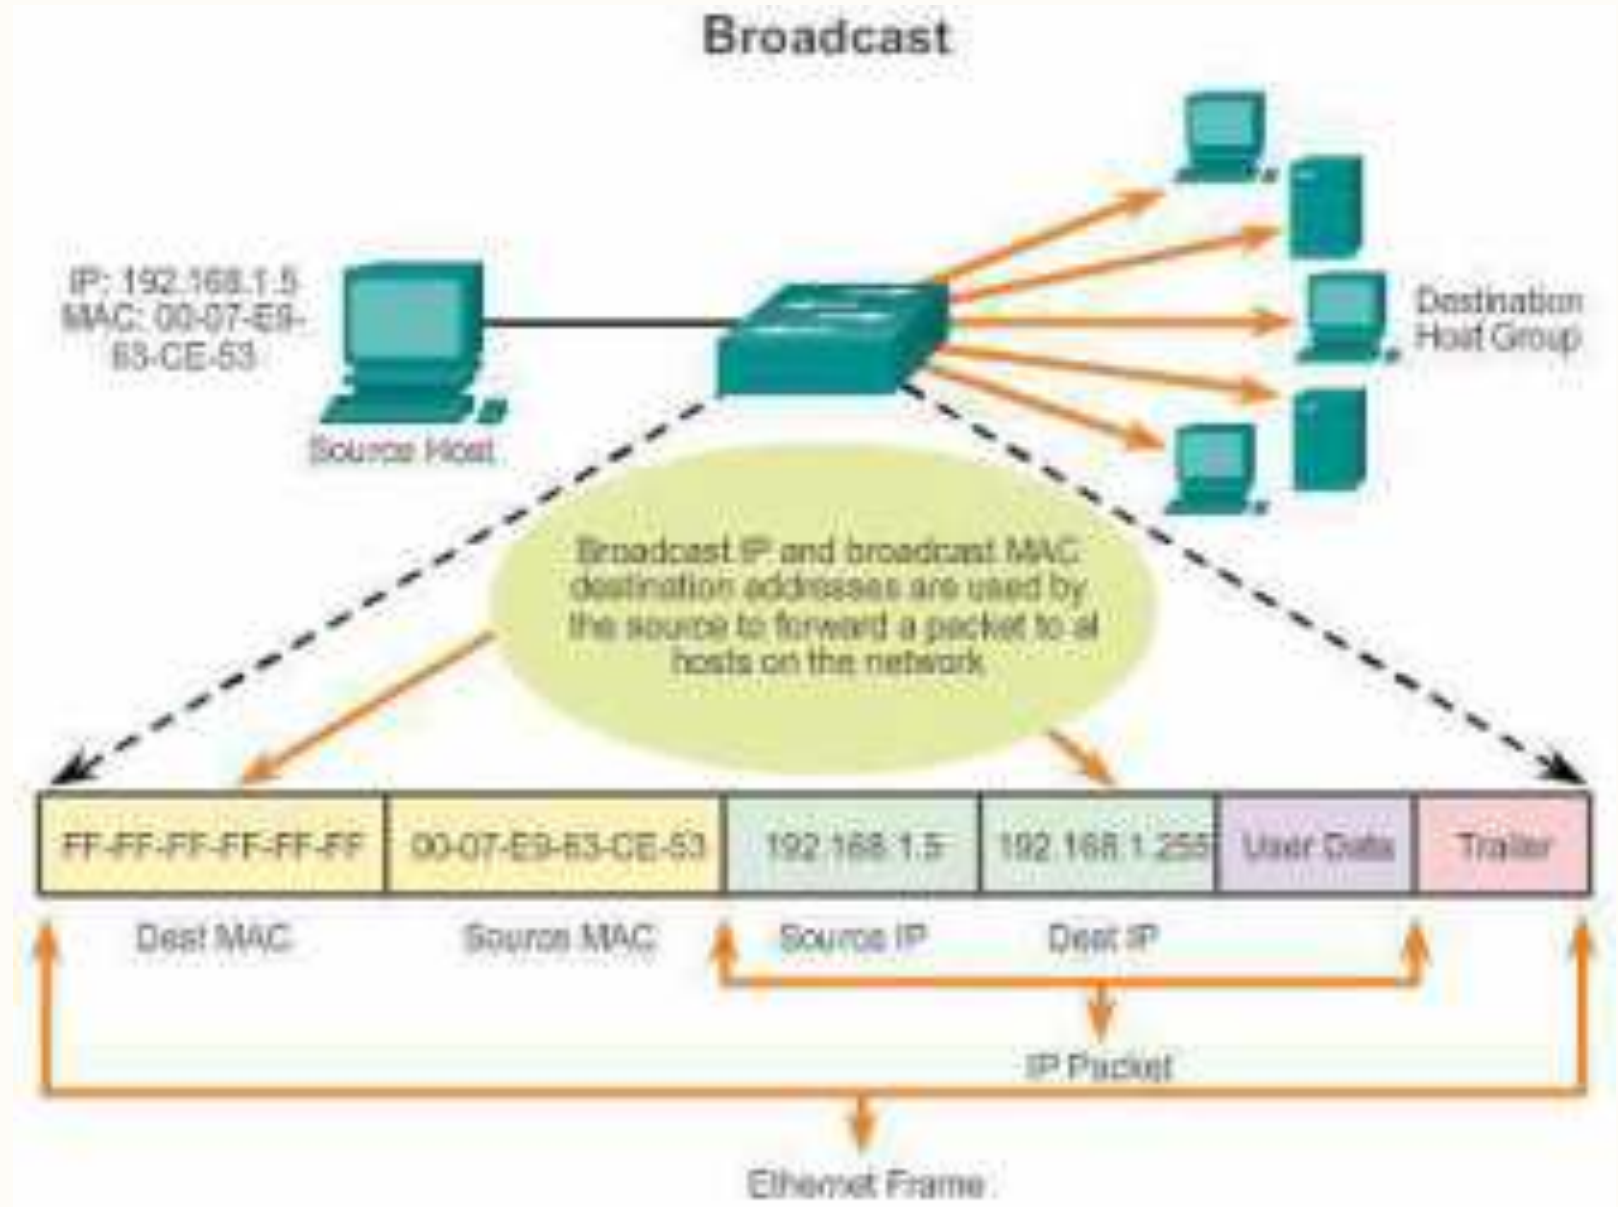 Broadcast
IP: 192.168.1.5
MAC: 00-07-E9-
63-CE-53
Source Host
Destination
Host Group
Broadcast IP and broadcast MAC
destination addresses are used by
the source to forward a packet to all
hosts on the network
FF-FF-FF-FF-FF-FF
00-07-E9-63-CE-53
192.168.1.5
192.168.1.255
User Data
Trailer
Dest MAC
Source MAC
Source IP
Dest IP
IP Packet
Ethernet Frame